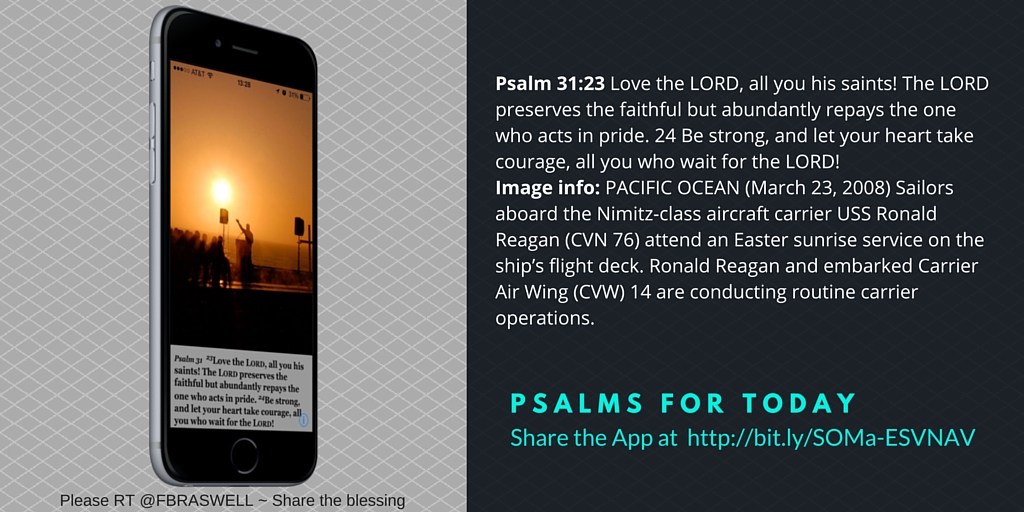 AT&T
13:28
31%
Psalm 31 ²³Love the LORD, all you his
saints! The LORD preserves the
faithful but abundantly repays the
one who acts in pride. ²⁴Be strong,
and let your heart take courage, all
you who wait for the LORD!
Please RT @FBRASWELL ~ Share the blessing
Psalm 31:23 Love the LORD, all you his saints! The LORD
preserves the faithful but abundantly repays the one
who acts in pride. 24 Be strong, and let your heart take
courage, all you who wait for the LORD!
Image info: PACIFIC OCEAN (March 23, 2008) Sailors
aboard the Nimitz-class aircraft carrier USS Ronald
Reagan (CVN 76) attend an Easter sunrise service on the
ship’s flight deck. Ronald Reagan and embarked Carrier
Air Wing (CVW) 14 are conducting routine carrier
operations.
PSALMS FOR TODAY
Share the App at http://bit.ly/SOMa-ESVNAV